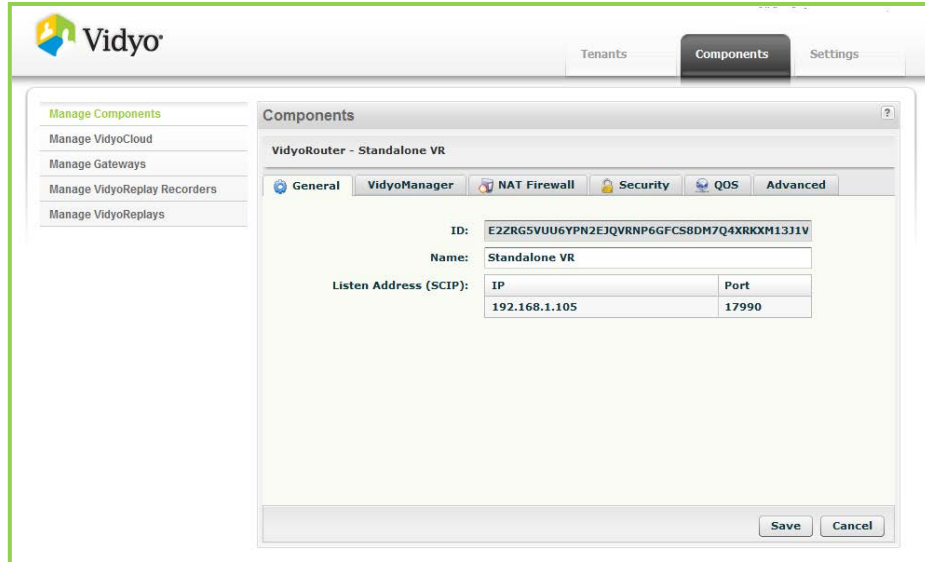 Vidyo
Tenants Components Settings
Manage Components
Manage VidyoCloud
Manage Gateways
Manage VidyoReplay Recorders
Manage VidyoReplays
Components ?
VidyoRouter - Standalone VR
General VidyoManager NAT Firewall Security QOS Advanced
ID: E2ZRG5VUU6YPN2EJQVRNP6GFCS8DM7Q4XRKXM13J1V
Name: Standalone VR
Listen Address (SCIP): IP Port
192.168.1.105 17990
Save Cancel